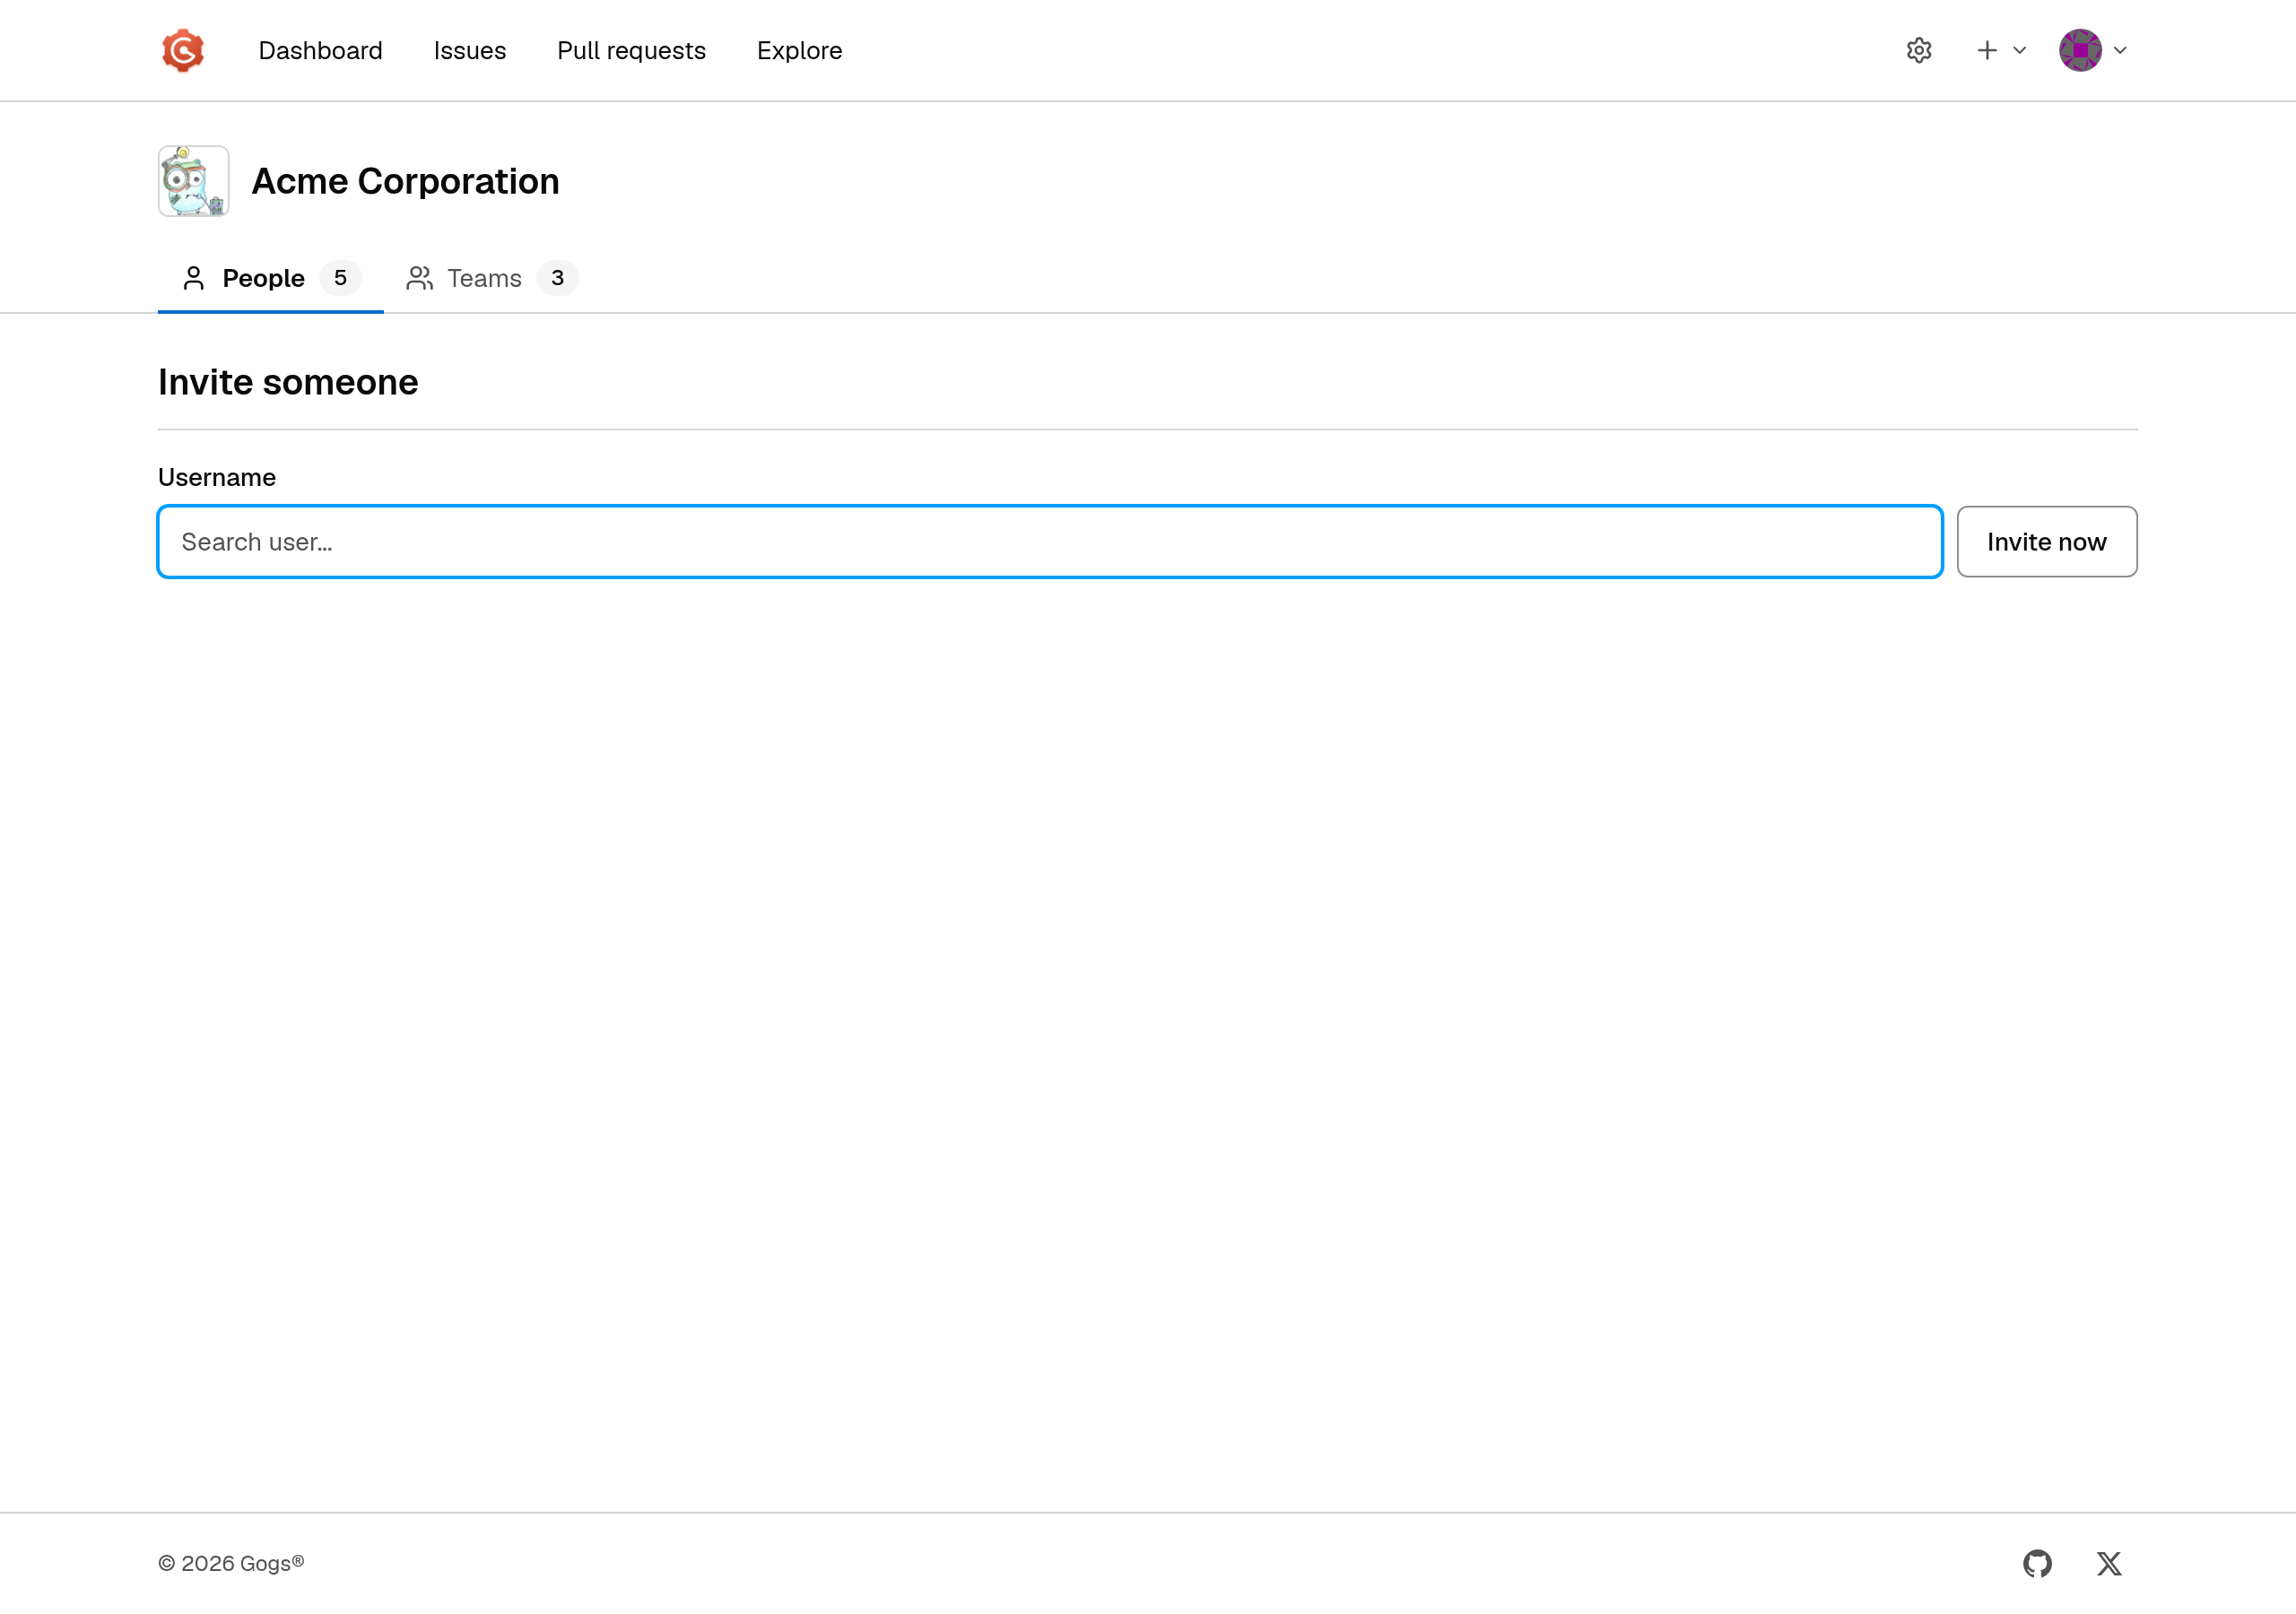 Dashboard Issues Pull requests Explore
Acme Corporation
People 5 Teams 3
Invite someone
Username
Search user...
Invite now
© 2026 Gogs®